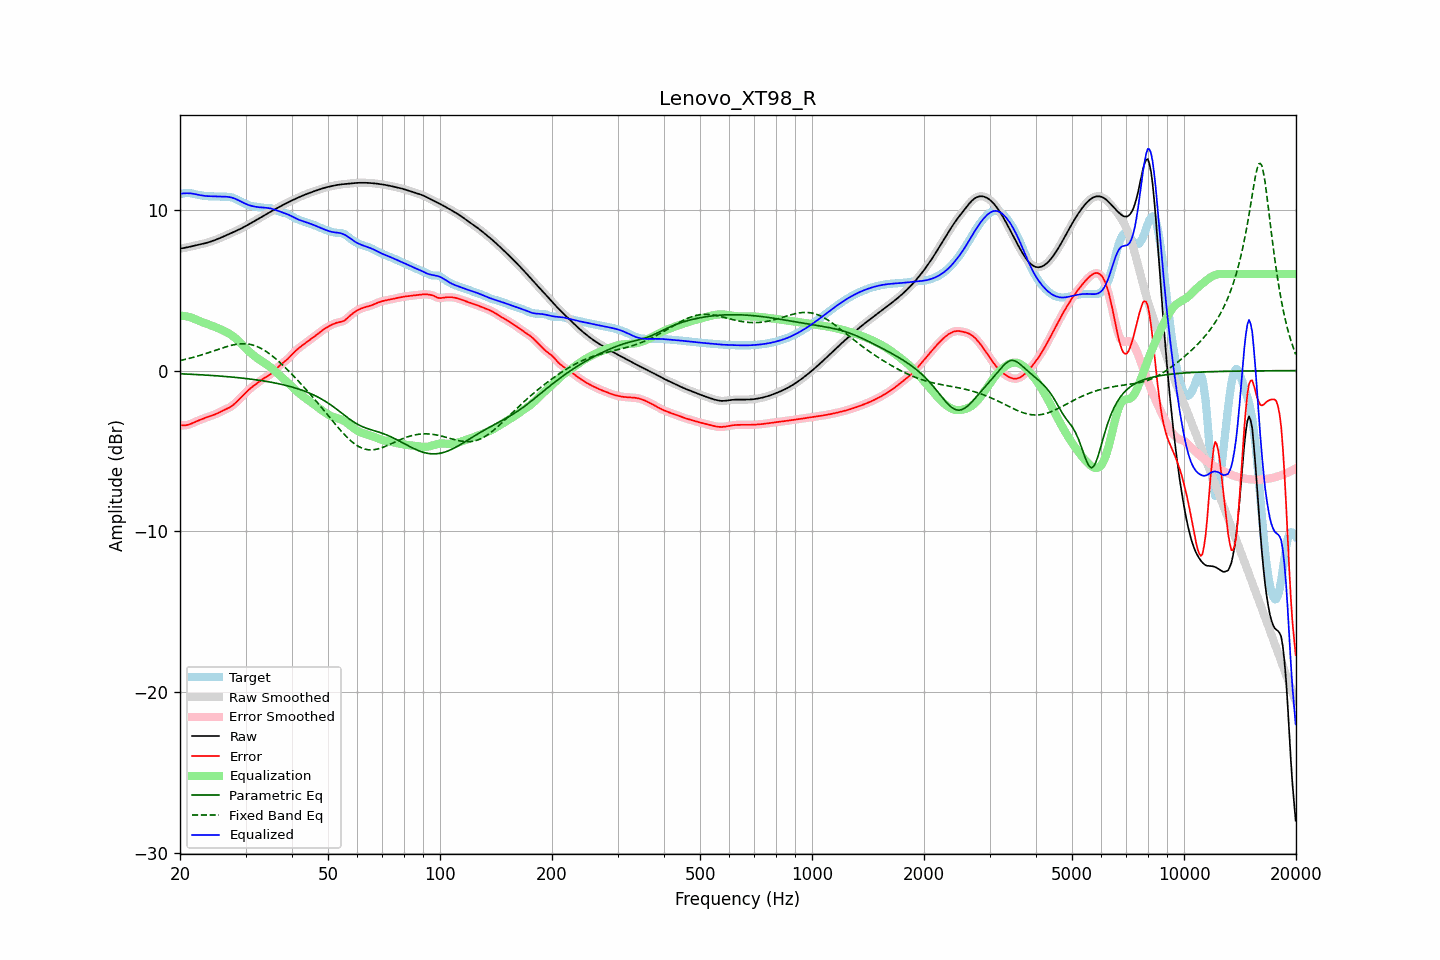 Lenovo_XT98_R
Amplitude (dBr)
10
0
−10
−20
−30
Target
Raw Smoothed
Error Smoothed
Raw
Error
Equalization
Parametric Eq
Fixed Band Eq
Equalized
20 50 100 200 500 1000 2000 5000 10000 20000
Frequency (Hz)